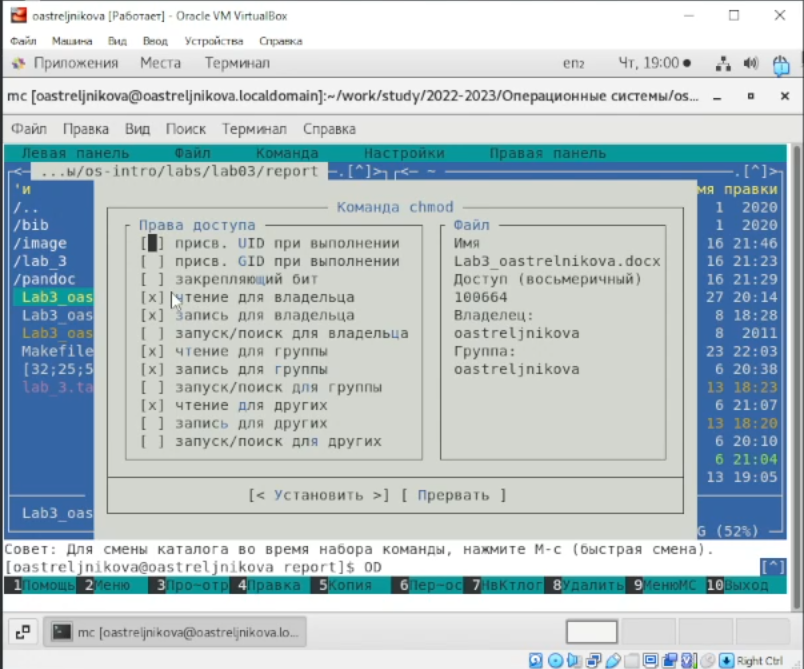 oastreljnikova [Работает] - Oracle VM VirtualBox
Файл Машина Вид Ввод Устройства Справка
Приложения Места Терминал en₂ Чт, 19:00
mc [oastreljnikova@oastreljnikova.localdomain]:~/work/study/2022-2023/Операционные системы/os...
Файл Правка Вид Поиск Терминал Справка
Левая панель Файл Команда Настройки Правая панель
<— ...ы/os-intro/labs/lab03/report —.[^]>┐┌<— ~ —.[^]>
'и мя правки
Команда chmod
/.. 1 2020
Права доступа Файл
/bib 1 2020
/image [ ] присв. UID при выполнении Имя 16 21:46
/lab_3 [ ] присв. GID при выполнении Lab3_oastrelnikova.docx 16 21:23
/pandoc [ ] закрепляющий бит Доступ (восьмеричный) 16 21:29
Lab3_oas [x] чтение для владельца 100664 27 20:14
Lab3_oas [x] запись для владельца Владелец: 8 18:28
Lab3_oas [ ] запуск/поиск для владельца oastreljnikova 8 2011
Makefile [x] чтение для группы Группа: 23 22:03
[32;25;5 [x] запись для группы oastreljnikova 6 20:38
lab_3.ta [ ] запуск/поиск для группы 13 18:23
[x] чтение для других 6 21:07
[ ] запись для других 13 18:20
[ ] запуск/поиск для других 6 20:10
6 21:04
13 19:05
[< Установить >] [ Прервать ]
Lab3_oas
G (52%)
Совет: Для смены каталога во время набора команды, нажмите M-c (быстрая смена).
[oastreljnikova@oastreljnikova report]$ OD [^]
1Помощь 2Меню 3Про~отр 4Правка 5Копия 6Пер~ос 7НвКтлог 8Удалить 9МенюМС 10Выход
mc [oastreljnikova@oastreljnikova.lo...
Right Ctrl